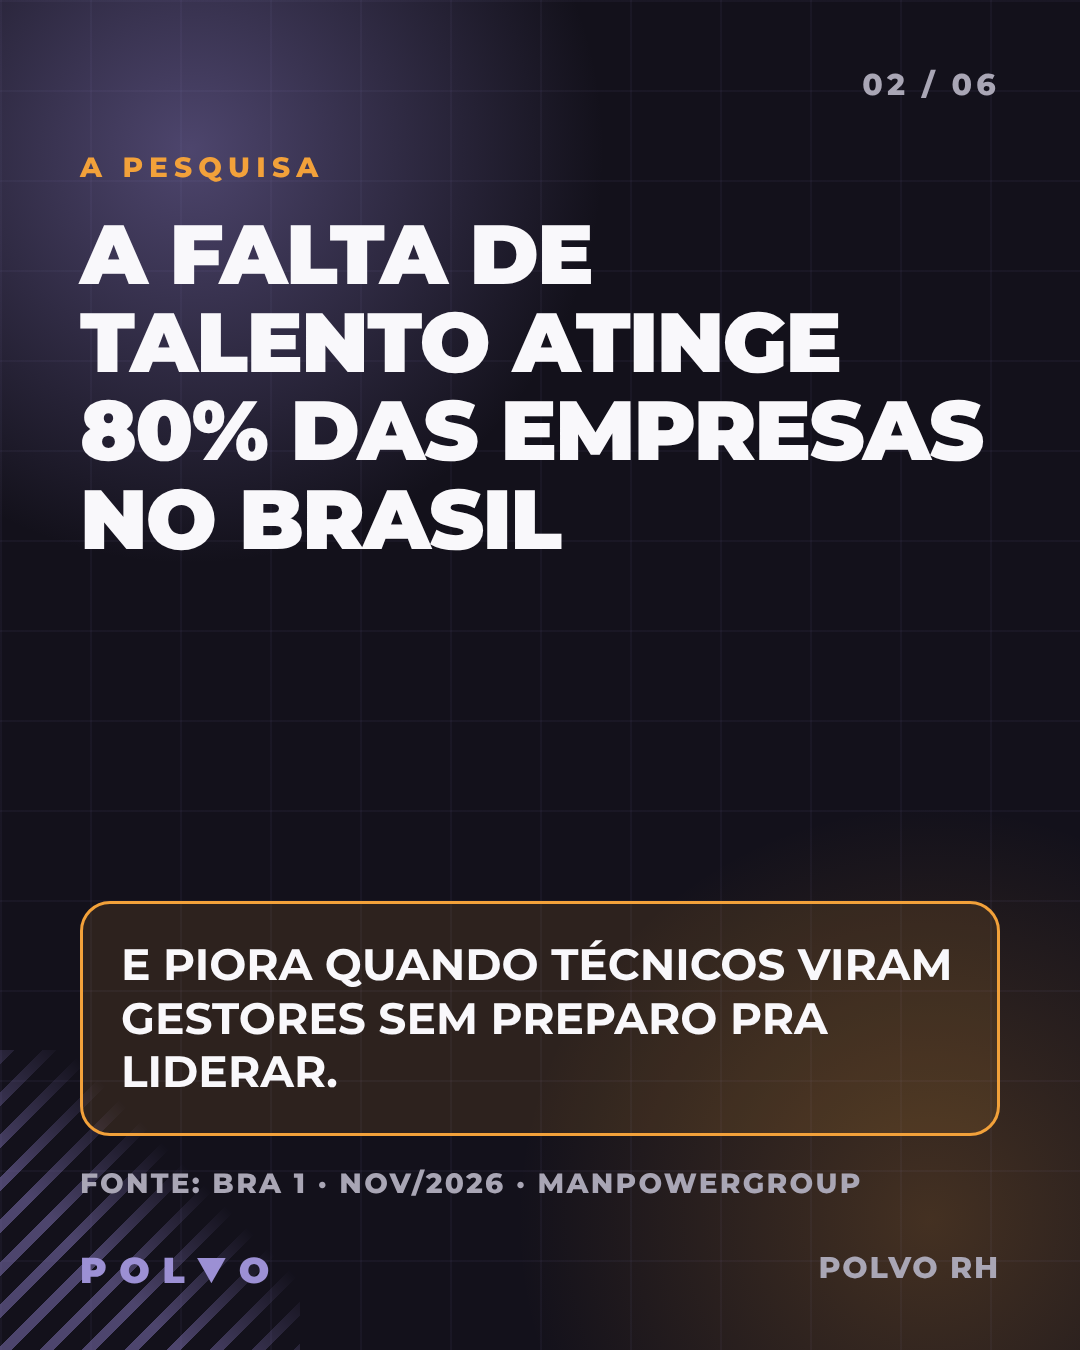 02 / 06
A PESQUISA
A FALTA DE
TALENTO ATINGE
80% DAS EMPRESAS
NO BRASIL
E PIORA QUANDO TÉCNICOS VIRAM
GESTORES SEM PREPARO PRA
LIDERAR.
FONTE: BRA 1 • NOV/2026 • MANPOWERGROUP
POLVO
POLVO RH